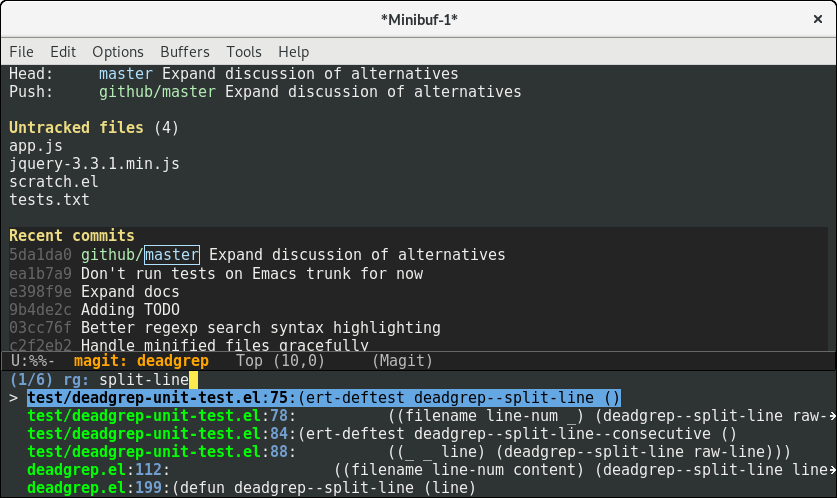 *Minibuf-1*
×
File Edit Options Buffers Tools Help
Head:     master Expand discussion of alternatives
Push:     github/master Expand discussion of alternatives
Untracked files (4)
app.js
jquery-3.3.1.min.js
scratch.el
tests.txt
Recent commits
5da1da0 github/master Expand discussion of alternatives
ea1b7a9 Don't run tests on Emacs trunk for now
e398f9e Expand docs
9b4de2c Adding TODO
03cc76f Better regexp search syntax highlighting
c2f2eb2 Handle minified files gracefully
U:%%-  magit: deadgrep   Top (10,0)     (Magit)
(1/6) rg: split-line
> test/deadgrep-unit-test.el:75:(ert-deftest deadgrep--split-line ()
test/deadgrep-unit-test.el:78:          ((filename line-num _) (deadgrep--split-line raw--→
test/deadgrep-unit-test.el:84:(ert-deftest deadgrep--split-line--consecutive ()
test/deadgrep-unit-test.el:88:          ((_ _ line) (deadgrep--split-line raw-line)))
deadgrep.el:112:                  ((filename line-num content) (deadgrep--split-line line→
deadgrep.el:199:(defun deadgrep--split-line (line)